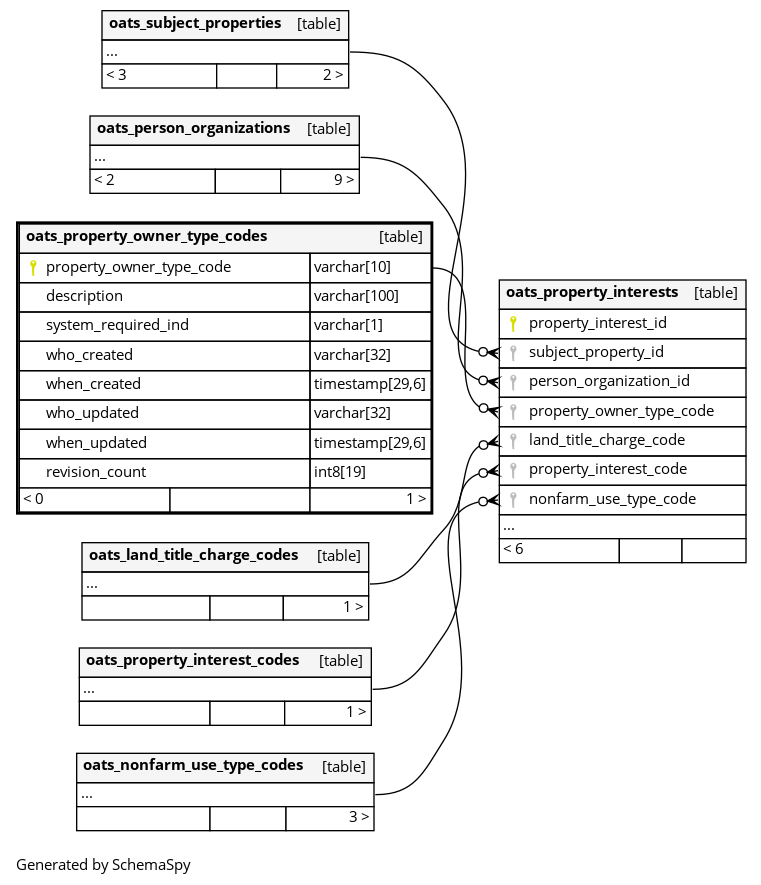 oats_subject_properties [table]
...
< 3 2 >
oats_person_organizations [table]
...
< 2 9 >
oats_property_owner_type_codes [table]
property_owner_type_code varchar[10]
description varchar[100]
system_required_ind varchar[1]
who_created varchar[32]
when_created timestamp[29,6]
who_updated varchar[32]
when_updated timestamp[29,6]
revision_count int8[19]
< 0 1 >
oats_property_interests [table]
property_interest_id
subject_property_id
person_organization_id
property_owner_type_code
land_title_charge_code
property_interest_code
nonfarm_use_type_code
...
< 6
oats_land_title_charge_codes [table]
...
1 >
oats_property_interest_codes [table]
...
1 >
oats_nonfarm_use_type_codes [table]
...
3 >
Generated by SchemaSpy